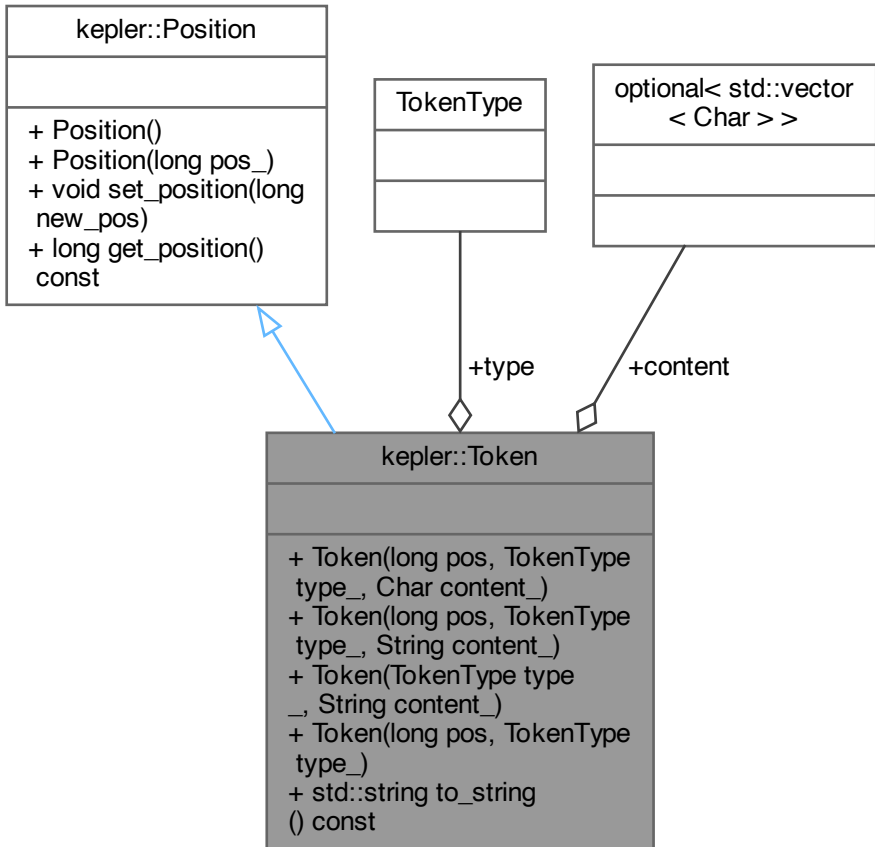 kepler::Position
+ Position()
+ Position(long pos_)
+ void set_position(long
new_pos)
+ long get_position()
const
TokenType
optional< std::vector
< Char > >
+type
+content
kepler::Token
+ Token(long pos, TokenType
type_, Char content_)
+ Token(long pos, TokenType
type_, String content_)
+ Token(TokenType type
_, String content_)
+ Token(long pos, TokenType
type_)
+ std::string to_string
() const